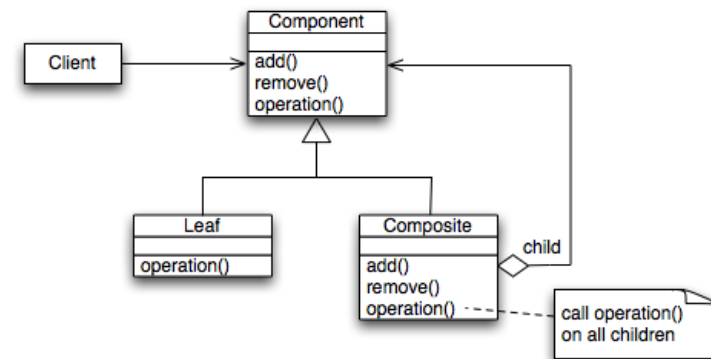 Component
Client
add()
remove()
operation()
Leaf
operation()
Composite
add()
remove()
operation()
child
call operation()
on all children